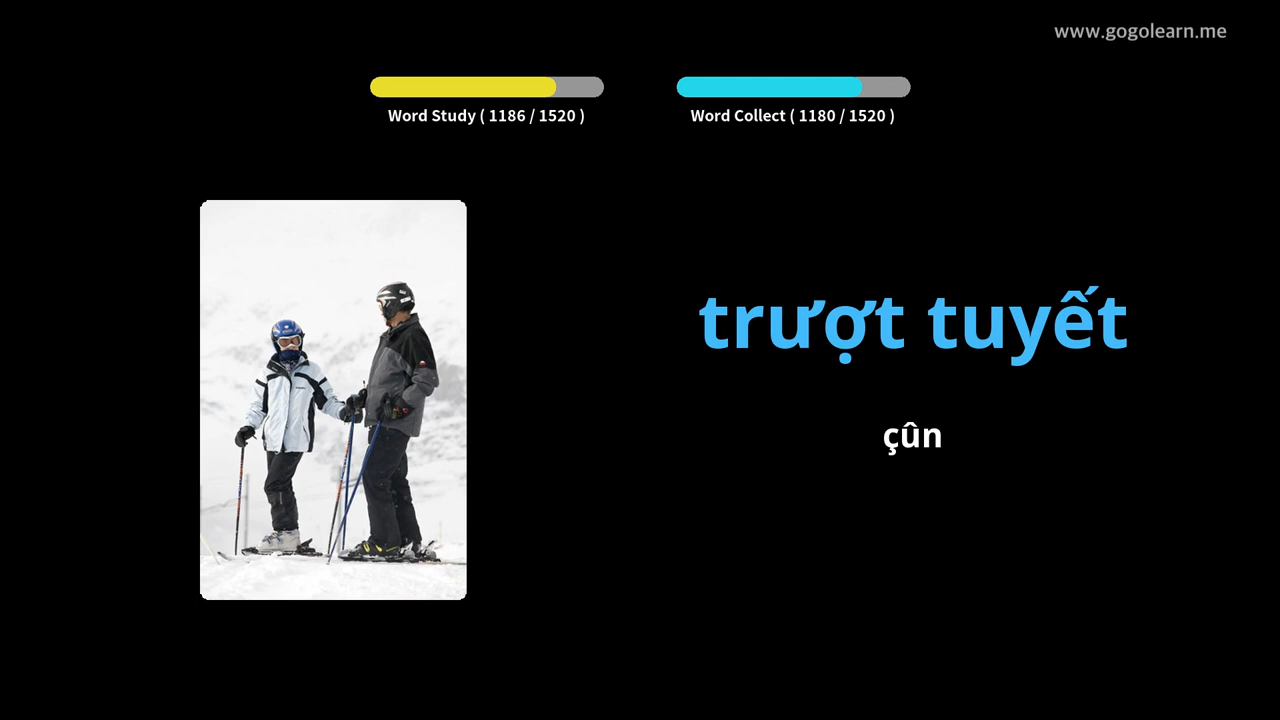 www.gogolearn.me
Word Study ( 1186 / 1520 )
Word Collect ( 1180 / 1520 )
trượt tuyết
çûn